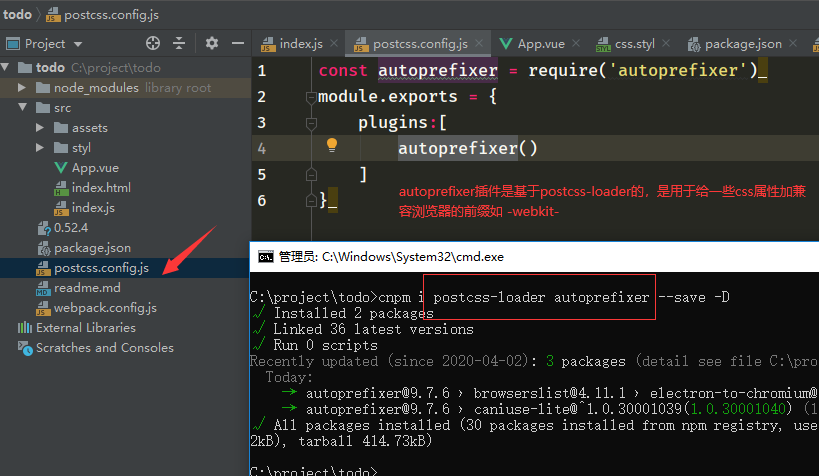 todo postcss.config.js
Project
index.js postcss.config.js App.vue css.styl package.json
todo C:\project\todo
node_modules library root
src
assets
styl
App.vue
index.html
index.js
0.52.4
package.json
postcss.config.js
readme.md
webpack.config.js
External Libraries
Scratches and Consoles
1 const autoprefixer = require('autoprefixer')
2 module.exports = {
3 plugins:[
4 autoprefixer()
5 ]
6 }
autoprefixer插件是基于postcss-loader的，是用于给一些css属性加兼
容浏览器的前缀如 -webkit-
管理员: C:\Windows\System32\cmd.exe
C:\project\todo>cnpm i postcss-loader autoprefixer --save -D
√ Installed 2 packages
√ Linked 36 latest versions
√ Run 0 scripts
Recently updated (since 2020-04-02): 3 packages (detail see file C:\pro
Today:
→ autoprefixer@9.7.6 › browserslist@4.11.1 › electron-to-chromium@
→ autoprefixer@9.7.6 › caniuse-lite@^1.0.30001039(1.0.30001040) (1
√ All packages installed (30 packages installed from npm registry, use
2kB), tarball 414.73kB)
C:\project\todo>